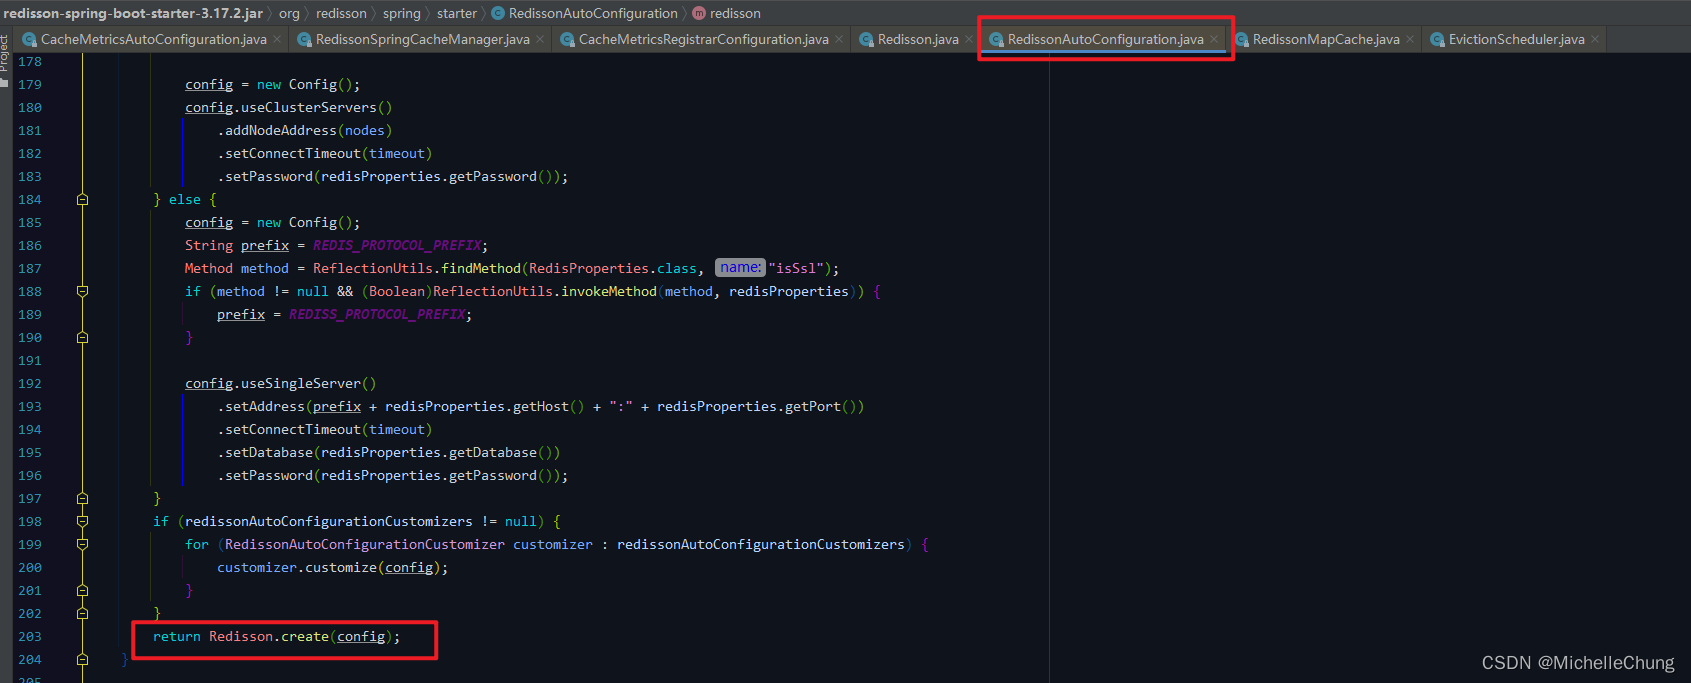 redisson-spring-boot-starter-3.17.2.jar org redisson spring starter RedissonAutoConfiguration redisson
CacheMetricsAutoConfiguration.java RedissonSpringCacheManager.java CacheMetricsRegistrarConfiguration.java Redisson.java RedissonAutoConfiguration.java RedissonMapCache.java EvictionScheduler.java
Project
178
179 config = new Config();
180 config.useClusterServers()
181 .addNodeAddress(nodes)
182 .setConnectTimeout(timeout)
183 .setPassword(redisProperties.getPassword());
184 } else {
185 config = new Config();
186 String prefix = REDIS_PROTOCOL_PREFIX;
187 Method method = ReflectionUtils.findMethod(RedisProperties.class, name: "isSsl");
188 if (method != null && (Boolean)ReflectionUtils.invokeMethod(method, redisProperties)) {
189 prefix = REDISS_PROTOCOL_PREFIX;
190 }
191
192 config.useSingleServer()
193 .setAddress(prefix + redisProperties.getHost() + ":" + redisProperties.getPort())
194 .setConnectTimeout(timeout)
195 .setDatabase(redisProperties.getDatabase())
196 .setPassword(redisProperties.getPassword());
197 }
198 if (redissonAutoConfigurationCustomizers != null) {
199 for (RedissonAutoConfigurationCustomizer customizer : redissonAutoConfigurationCustomizers) {
200 customizer.customize(config);
201 }
202 }
203 return Redisson.create(config);
204 }
205
CSDN @MichelleChung